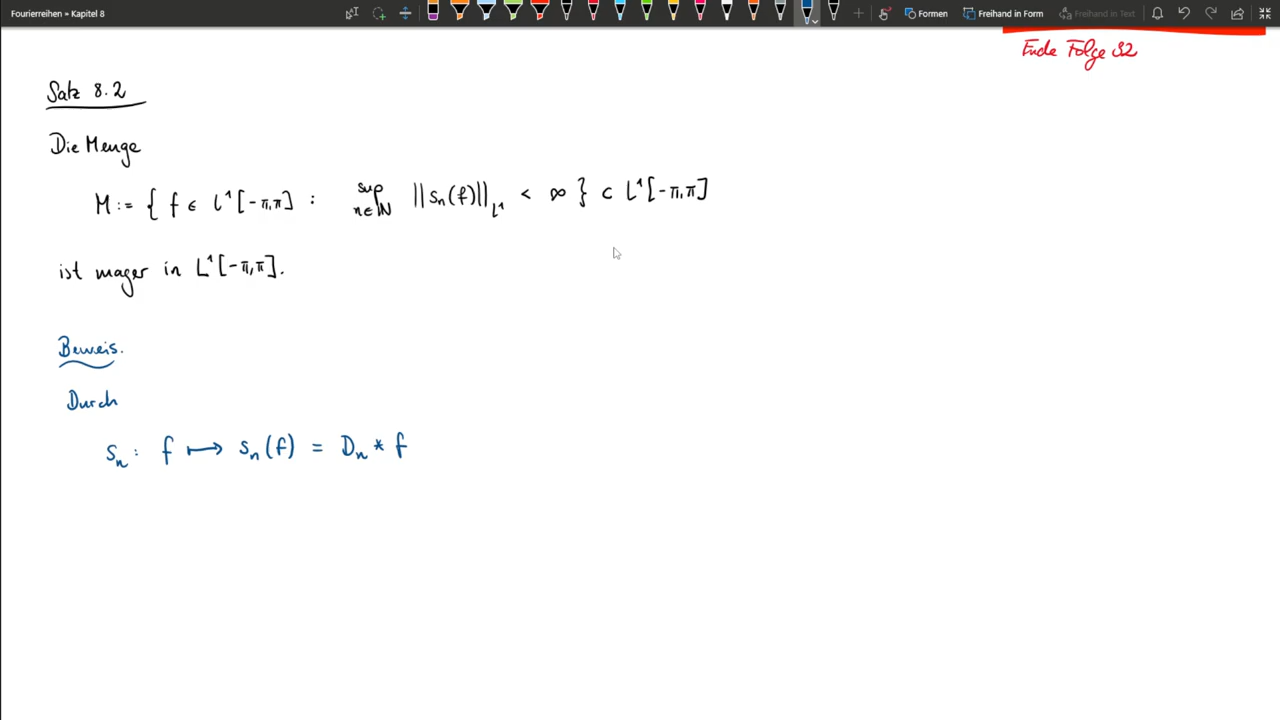 Fourierreihen » Kapitel 8
Formen
Freihand in Form
Freihand in Text
Ende Folge 32
Satz 8.2
Die Menge
M := { f ∈ L¹[-π,π] : sup_{n∈ℕ} ||s_n(f)||_{L¹} < ∞ } ⊂ L¹[-π,π]
ist mager in L¹[-π,π].
Beweis.
Durch
s_n : f ⟼ s_n(f) = D_n * f